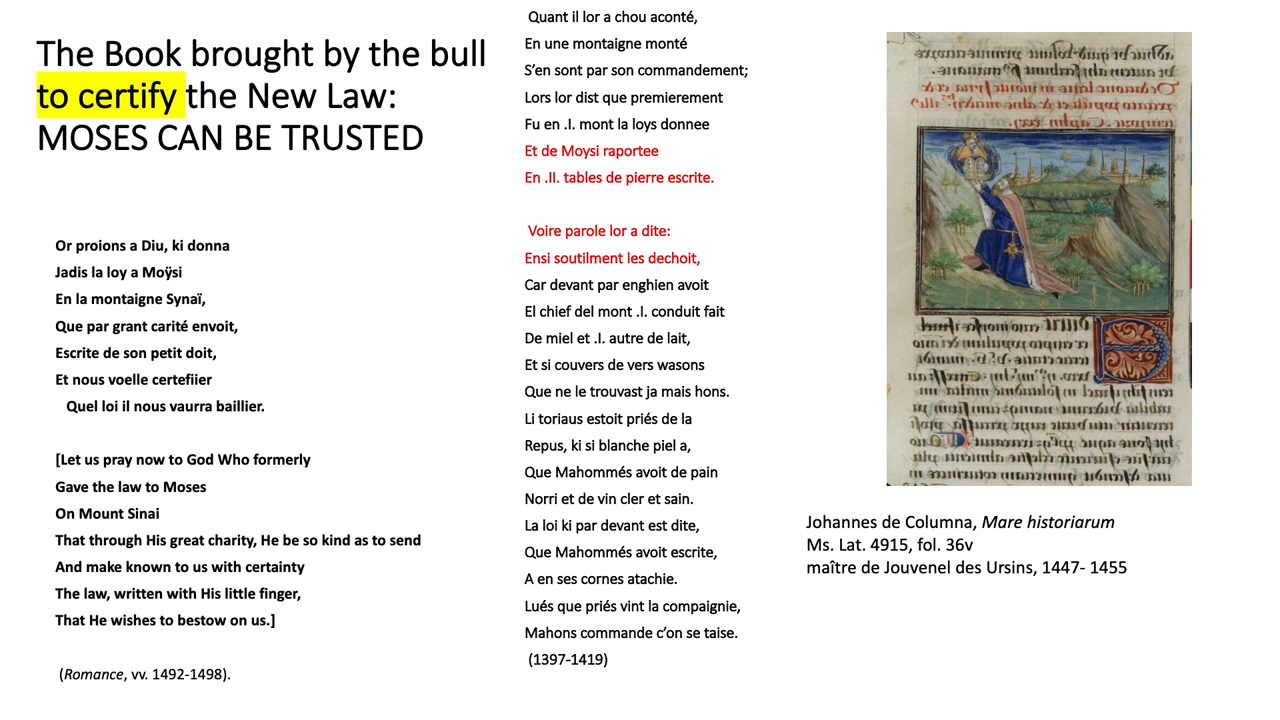 The Book brought by the bull
to certify the New Law:
MOSES CAN BE TRUSTED
Or proions a Diu, ki donna
Jadis la loy a Moÿsi
En la montaigne Synaï,
Que par grant carité envoit,
Escrite de son petit doit,
Et nous voelle certefiier
Quel loi il nous vaurra baillier.
[Let us pray now to God Who formerly
Gave the law to Moses
On Mount Sinai
That through His great charity, He be so kind as to send
And make known to us with certainty
The law, written with His little finger,
That He wishes to bestow on us.]
(Romance, vv. 1492-1498).
Quant il lor a chou aconté,
En une montaigne monté
S’en sont par son commandement;
Lors lor dist que premierement
Fu en .I. mont la loys donnee
Et de Moysi raportee
En .II. tables de pierre escrite.
Voire parole lor a dite:
Ensi soutilment les dechoit,
Car devant par enghien avoit
El chief del mont .I. conduit fait
De miel et .I. autre de lait,
Et si couvers de vers wasons
Que ne le trouvast ja mais hons.
Li toriaus estoit priés de la
Repus, ki si blanche piel a,
Que Mahommés avoit de pain
Norri et de vin cler et sain.
La loi ki par devant est dite,
Que Mahommés avoit escrite,
A en ses cornes atachie.
Lués que priés vint la compaignie,
Mahons commande c’on se taise.
(1397-1419)
Johannes de Columna, Mare historiarum
Ms. Lat. 4915, fol. 36v
maître de Jouvenel des Ursins, 1447- 1455